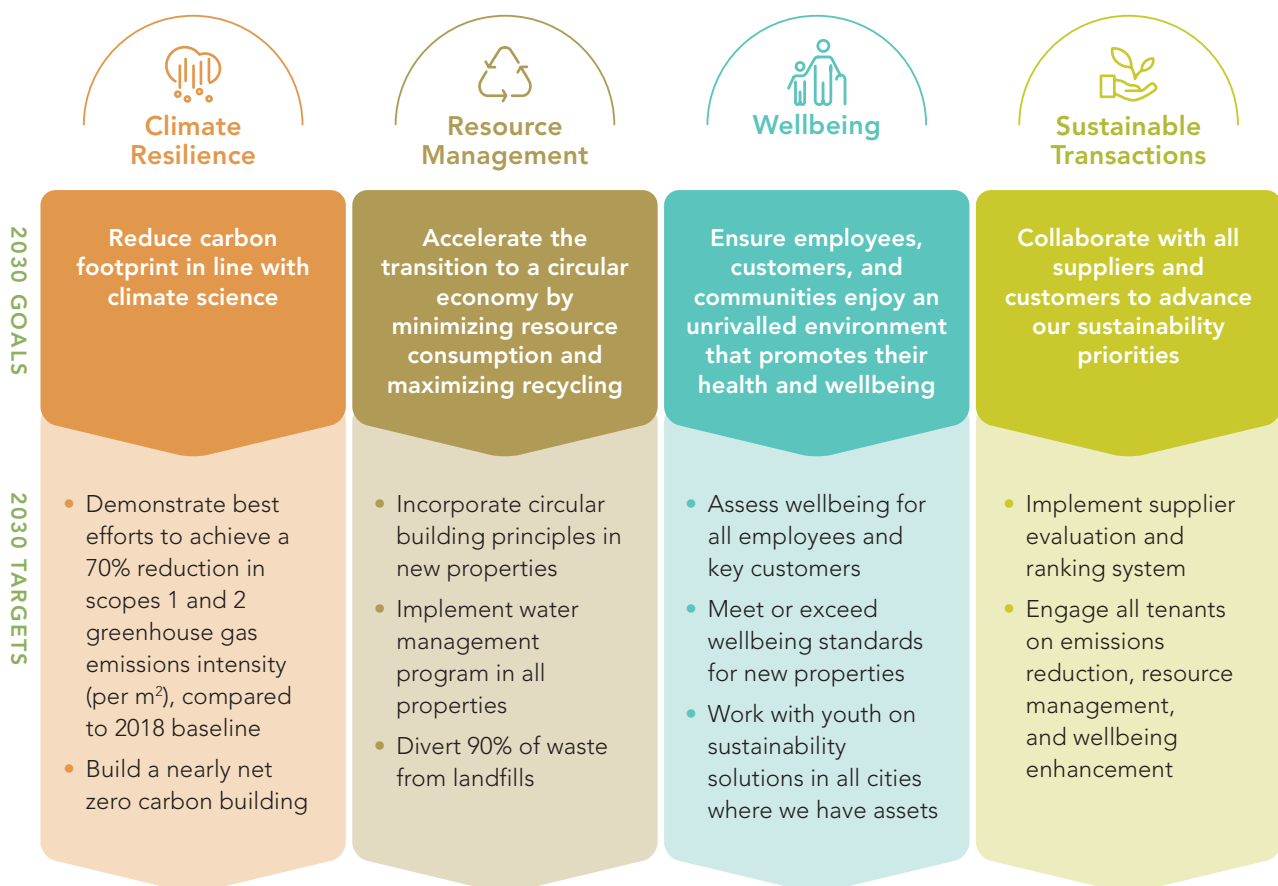 Climate
Resilience
Resource
Management
Wellbeing
Sustainable
Transactions
2030 GOALS
Reduce carbon
footprint in line with
climate science
Accelerate the
transition to a circular
economy by
minimizing resource
consumption and
maximizing recycling
Ensure employees,
customers, and
communities enjoy an
unrivalled environment
that promotes their
health and wellbeing
Collaborate with all
suppliers and
customers to advance
our sustainability
priorities
2030 TARGETS
• Demonstrate best
efforts to achieve a
70% reduction in
scopes 1 and 2
greenhouse gas
emissions intensity
(per m²), compared
to 2018 baseline
• Build a nearly net
zero carbon building
• Incorporate circular
building principles in
new properties
• Implement water
management
program in all
properties
• Divert 90% of waste
from landfills
• Assess wellbeing for
all employees and
key customers
• Meet or exceed
wellbeing standards
for new properties
• Work with youth on
sustainability
solutions in all cities
where we have assets
• Implement supplier
evaluation and
ranking system
• Engage all tenants
on emissions
reduction, resource
management,
and wellbeing
enhancement